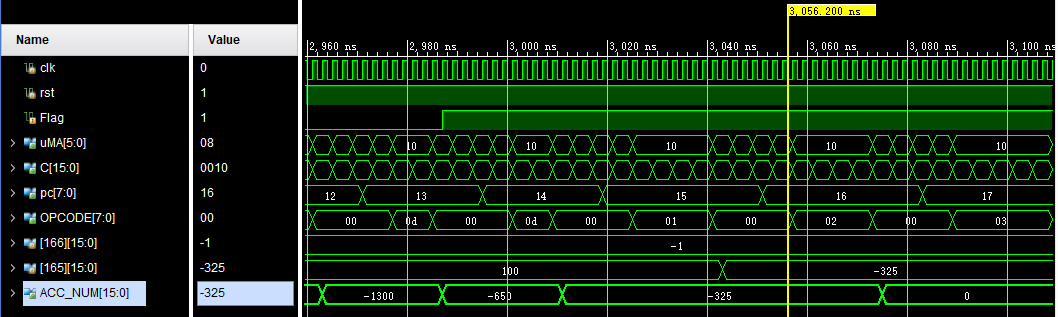 3,056.200 ns
Name Value
2,960 ns 2,980 ns 3,000 ns 3,020 ns 3,040 ns 3,060 ns 3,080 ns 3,100 ns
clk 0
rst 1
Flag 1
uMA[5:0] 08 10 10 10 10 10
C[15:0] 0010
pc[7:0] 16 12 13 14 15 16 17
OPCODE[7:0] 00 00 0d 00 0d 00 01 00 02 00 03
[166][15:0] -1 -1
[165][15:0] -325 100 -325
ACC_NUM[15:0] -325 -1300 -650 -325 0